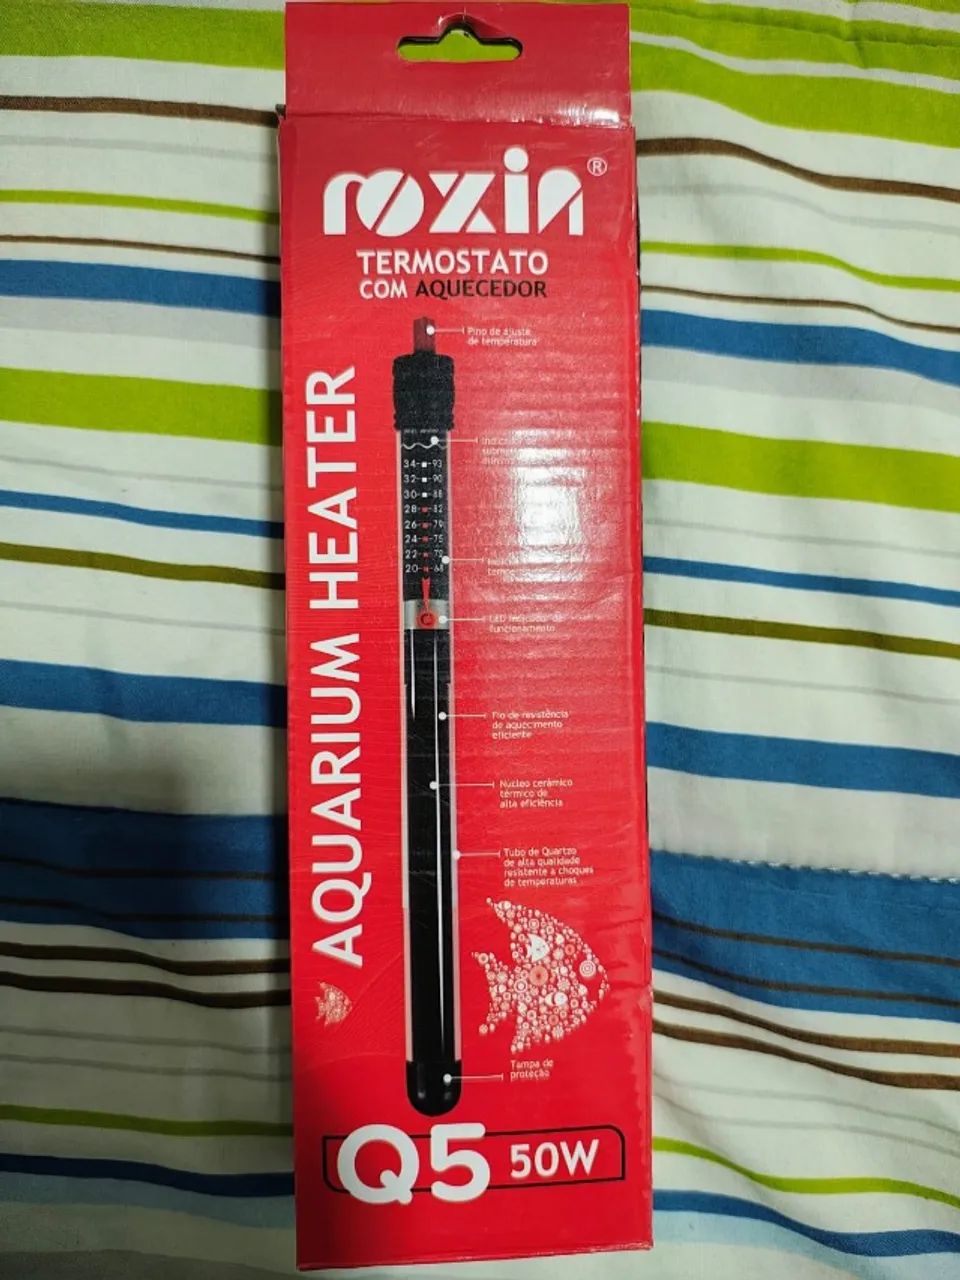 roxin®
TERMOSTATO
COM AQUECEDOR
AQUARIUM HEATER
Pino de ajuste
de temperatura
Indicador de
34 93
32 90
30 88
28 82
26 79
24 75
22 72
20 68
LED indicador de
funcionamento
Fio de resistência
de aquecimento
eficiente
Núcleo cerâmico
térmico de
alta eficiência
Tubo de Quartzo
de alta qualidade
resistente a choques
de temperaturas
Tampa de
proteção
Q5 50W